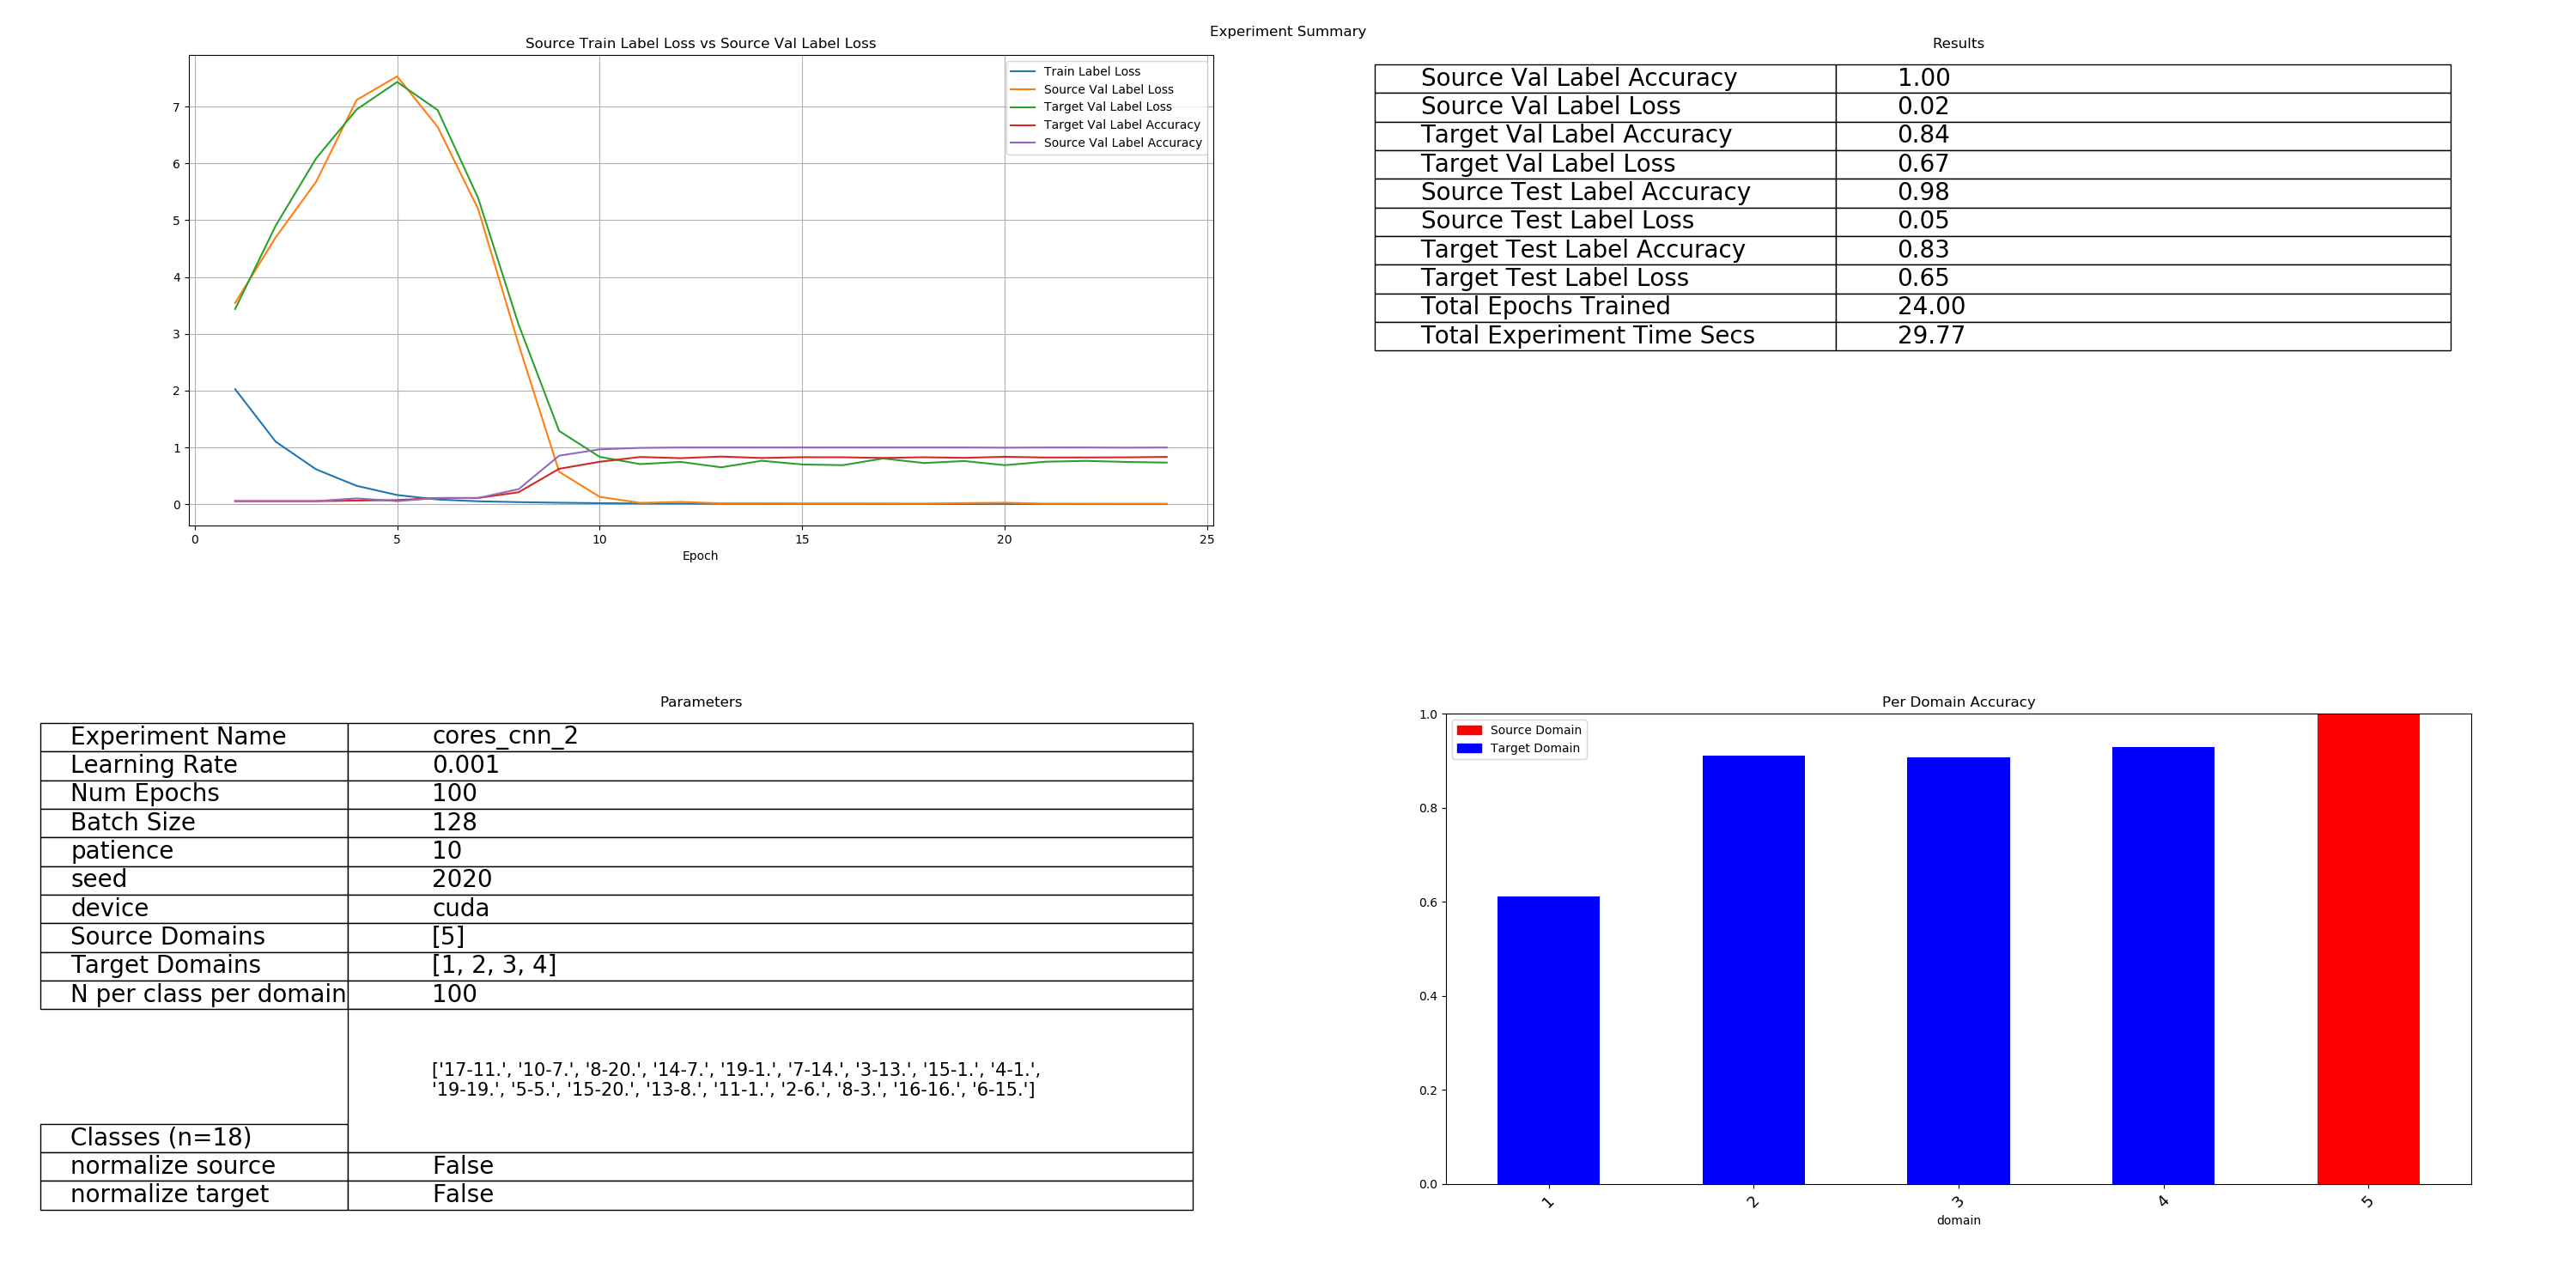 Experiment Summary
Source Train Label Loss vs Source Val Label Loss
Train Label Loss
Source Val Label Loss
Target Val Label Loss
Target Val Label Accuracy
Source Val Label Accuracy
7
6
5
4
3
2
1
0
0 5 10 15 20 25
Epoch
Results
Source Val Label Accuracy 1.00
Source Val Label Loss 0.02
Target Val Label Accuracy 0.84
Target Val Label Loss 0.67
Source Test Label Accuracy 0.98
Source Test Label Loss 0.05
Target Test Label Accuracy 0.83
Target Test Label Loss 0.65
Total Epochs Trained 24.00
Total Experiment Time Secs 29.77
Parameters
Experiment Name cores_cnn_2
Learning Rate 0.001
Num Epochs 100
Batch Size 128
patience 10
seed 2020
device cuda
Source Domains [5]
Target Domains [1, 2, 3, 4]
N per class per domain 100
['17-11.', '10-7.', '8-20.', '14-7.', '19-1.', '7-14.', '3-13.', '15-1.', '4-1.',
'19-19.', '5-5.', '15-20.', '13-8.', '11-1.', '2-6.', '8-3.', '16-16.', '6-15.']
Classes (n=18)
normalize source False
normalize target False
Per Domain Accuracy
Source Domain
Target Domain
1.0
0.8
0.6
0.4
0.2
0.0
1 2 3 4 5
domain